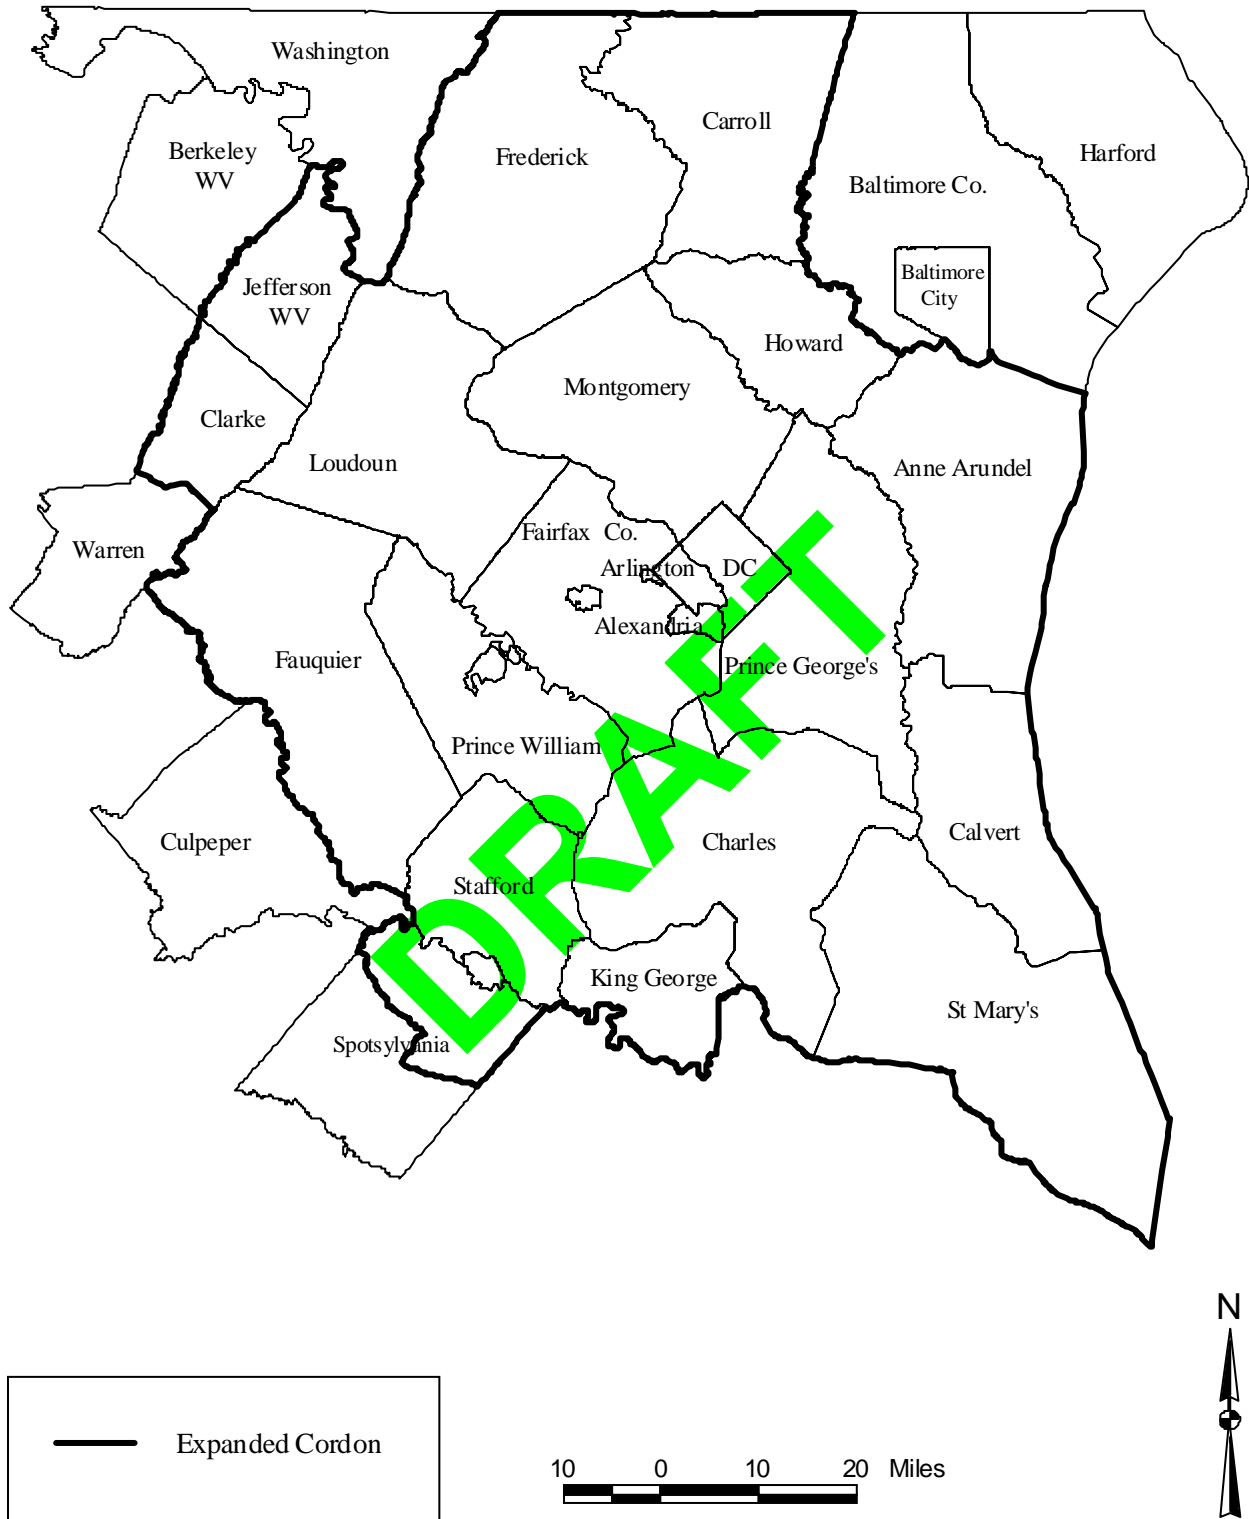 Washington
Berkeley
WV
Frederick
Carroll
Harford
Baltimore Co.
Jefferson
WV
Baltimore
City
Howard
Montgomery
Clarke
Loudoun
Anne Arundel
Warren
Fairfax Co.
Arlington
DC
Alexandria
Fauquier
Prince George's
Prince William
Culpeper
Charles
Calvert
Stafford
King George
St Mary's
Spotsylvania
DRAFT
N
Expanded Cordon
10 0 10 20 Miles